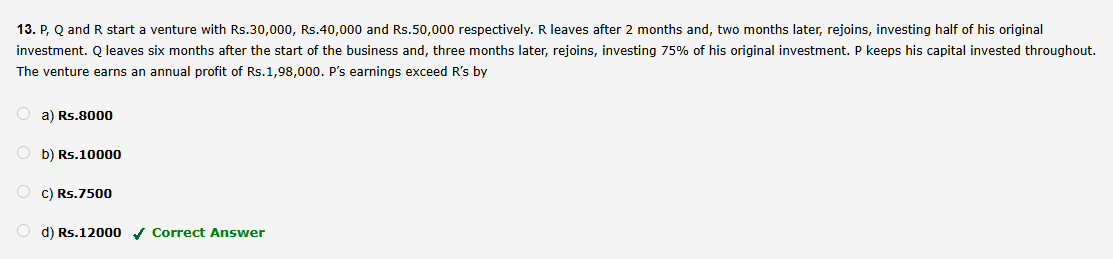 13. P, Q and R start a venture with Rs.30,000, Rs.40,000 and Rs.50,000 respectively. R leaves after 2 months and, two months later, rejoins, investing half of his original
investment. Q leaves six months after the start of the business and, three months later, rejoins, investing 75% of his original investment. P keeps his capital invested throughout.
The venture earns an annual profit of Rs.1,98,000. P's earnings exceed R's by
a) Rs.8000
b) Rs.10000
c) Rs.7500
d) Rs.12000 ✓ Correct Answer